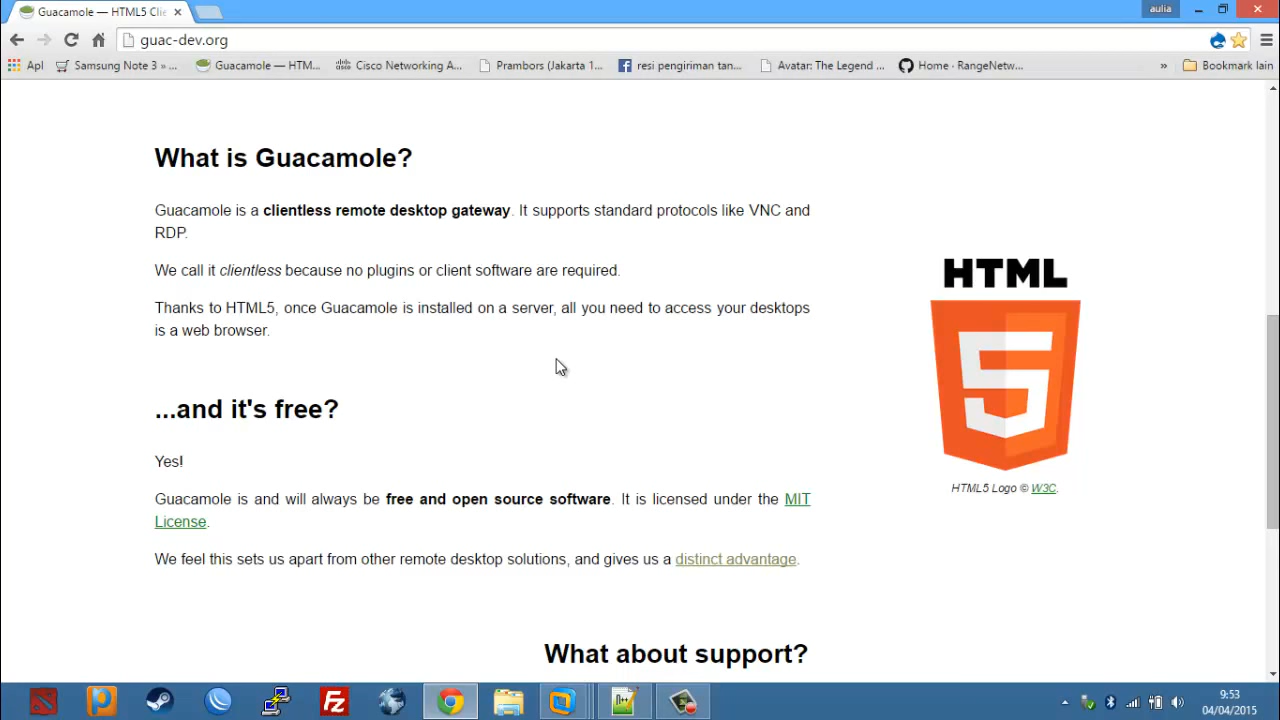 Guacamole — HTML5 Clie
aulia
guac-dev.org
Apl
Samsung Note 3 » ...
Guacamole — HTM...
Cisco Networking A...
Prambors (Jakarta 1...
resi pengiriman tan...
Avatar: The Legend ...
Home · RangeNetw...
»
Bookmark lain
What is Guacamole?
Guacamole is a clientless remote desktop gateway. It supports standard protocols like VNC and
RDP.
We call it clientless because no plugins or client software are required.
Thanks to HTML5, once Guacamole is installed on a server, all you need to access your desktops
is a web browser.
HTML
5
HTML5 Logo © W3C.
...and it's free?
Yes!
Guacamole is and will always be free and open source software. It is licensed under the MIT
License.
We feel this sets us apart from other remote desktop solutions, and gives us a distinct advantage.
What about support?
9:53
04/04/2015